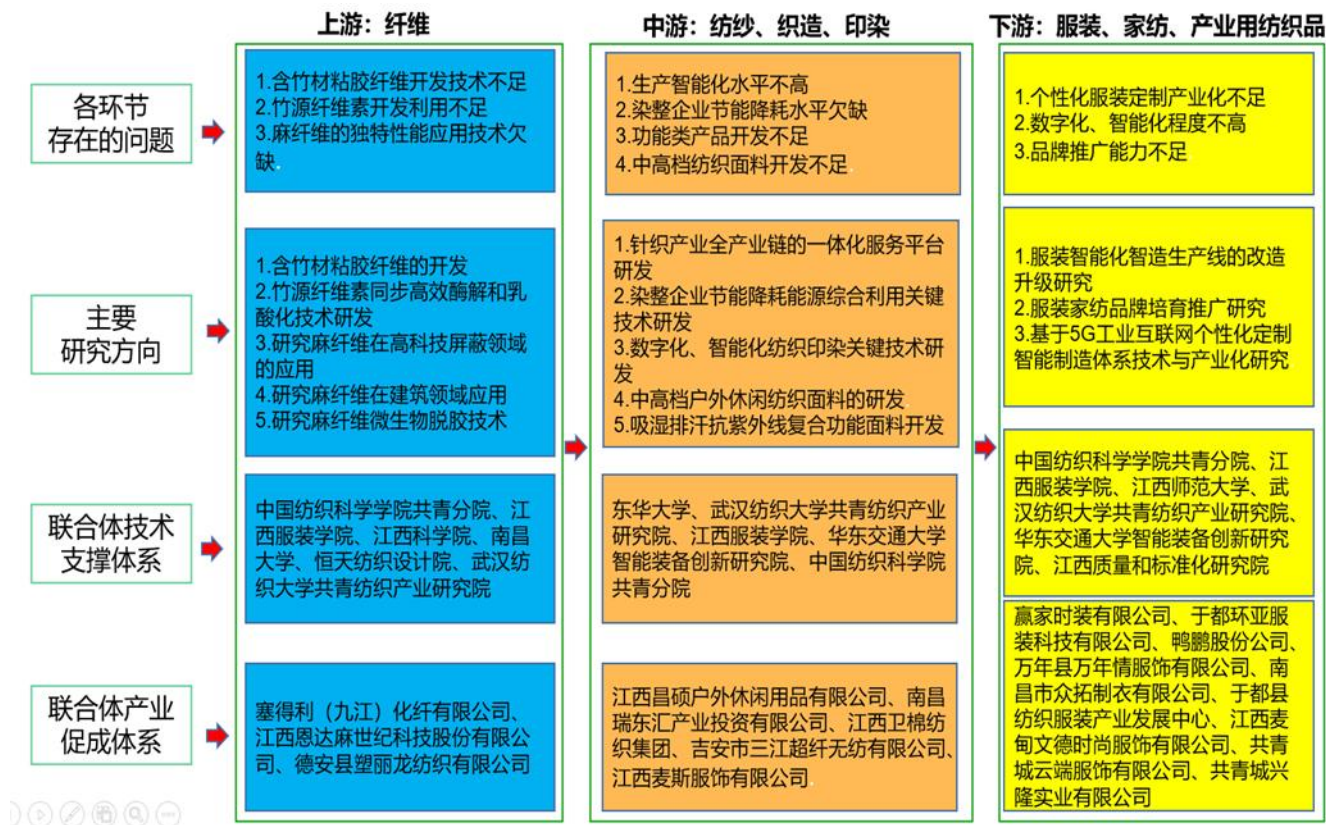 上游：纤维
中游：纺纱、织造、印染
下游：服装、家纺、产业用纺织品
各环节
存在的问题
1.含竹材粘胶纤维开发技术不足
2.竹源纤维素开发利用不足
3.麻纤维的独特性能应用技术欠
缺.
1.生产智能化水平不高
2.染整企业节能降耗水平欠缺
3.功能类产品开发不足
4.中高档纺织面料开发不足.
1.个性化服装定制产业化不足
2.数字化、智能化程度不高
3.品牌推广能力不足
主要
研究方向
1.含竹材粘胶纤维的开发
2.竹源纤维素同步高效酶解和乳
酸化技术研发
3.研究麻纤维在高科技屏蔽领域
的应用
4.研究麻纤维在建筑领域应用
5.研究麻纤维微生物脱胶技术
1.针织产业全产业链的一体化服务平台
研发
2.染整企业节能降耗能源综合利用关键
技术研发
3.数字化、智能化纺织印染关键技术研
发
4.中高档户外休闲纺织面料的研发
5.吸湿排汗抗紫外线复合功能面料开发
1.服装智能化智造生产线的改造
升级研究
2.服装家纺品牌培育推广研究
3.基于5G工业互联网个性化定制
智能制造体系技术与产业化研究
联合体技术
支撑体系
中国纺织科学学院共青分院、江
西服装学院、江西科学院、南昌
大学、恒天纺织设计院、武汉纺
织大学共青纺织产业研究院
东华大学、武汉纺织大学共青纺织产业
研究院、江西服装学院、华东交通大学
智能装备创新研究院、中国纺织科学院
共青分院
中国纺织科学学院共青分院、江
西服装学院、江西师范大学、武
汉纺织大学共青纺织产业研究院、
华东交通大学智能装备创新研究
院、江西质量和标准化研究院
联合体产业
促成体系
塞得利（九江）化纤有限公司、
江西恩达麻世纪科技股份有限公
司、德安县塑丽龙纺织有限公司
江西昌硕户外休闲用品有限公司、南昌
瑞东汇产业投资有限公司、江西卫棉纺
织集团、吉安市三江超纤无纺有限公司、
江西麦斯服饰有限公司.
赢家时装有限公司、于都环亚服
装科技有限公司、鸭鹏股份公司、
万年县万年情服饰有限公司、南
昌市众拓制衣有限公司、于都县
纺织服装产业发展中心、江西麦
甸文德时尚服饰有限公司、共青
城云端服饰有限公司、共青城兴
隆实业有限公司